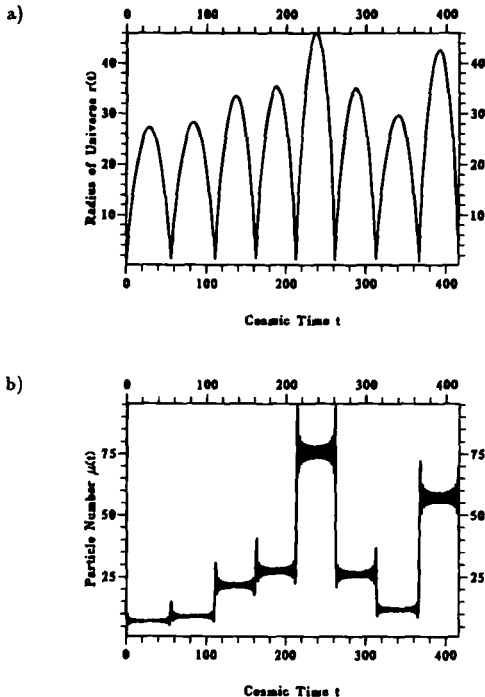 a)
0 100 200 300 400
Radius of Universe r(t)
40 40
30 30
20 20
10 10
0 100 200 300 400
Cosmic Time t
b)
0 100 200 300 400
Particle Number μ(t)
75 75
50 50
25 25
0 100 200 300 400
Cosmic Time t